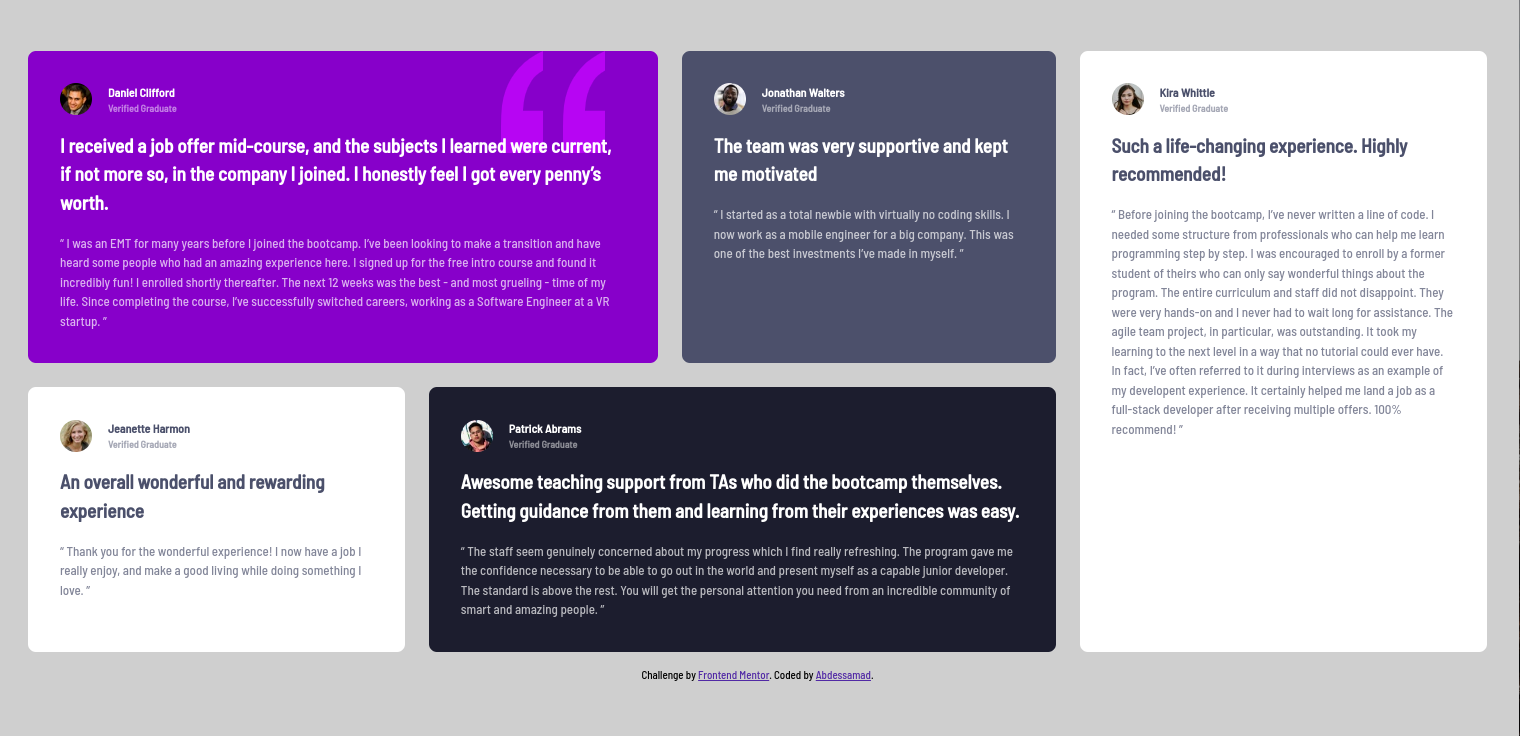 Daniel Clifford
Verified Graduate
I received a job offer mid-course, and the subjects I learned were current,
if not more so, in the company I joined. I honestly feel I got every penny’s
worth.
“ I was an EMT for many years before I joined the bootcamp. I’ve been looking to make a transition and have
heard some people who had an amazing experience here. I signed up for the free intro course and found it
incredibly fun! I enrolled shortly thereafter. The next 12 weeks was the best - and most grueling - time of my
life. Since completing the course, I’ve successfully switched careers, working as a Software Engineer at a VR
startup. ”
Jonathan Walters
Verified Graduate
The team was very supportive and kept
me motivated
“ I started as a total newbie with virtually no coding skills. I
now work as a mobile engineer for a big company. This was
one of the best investments I’ve made in myself. ”
Kira Whittle
Verified Graduate
Such a life-changing experience. Highly
recommended!
“ Before joining the bootcamp, I’ve never written a line of code. I
needed some structure from professionals who can help me learn
programming step by step. I was encouraged to enroll by a former
student of theirs who can only say wonderful things about the
program. The entire curriculum and staff did not disappoint. They
were very hands-on and I never had to wait long for assistance. The
agile team project, in particular, was outstanding. It took my
learning to the next level in a way that no tutorial could ever have.
In fact, I’ve often referred to it during interviews as an example of
my developent experience. It certainly helped me land a job as a
full-stack developer after receiving multiple offers. 100%
recommend! ”
Jeanette Harmon
Verified Graduate
An overall wonderful and rewarding
experience
“ Thank you for the wonderful experience! I now have a job I
really enjoy, and make a good living while doing something I
love. ”
Patrick Abrams
Verified Graduate
Awesome teaching support from TAs who did the bootcamp themselves.
Getting guidance from them and learning from their experiences was easy.
“ The staff seem genuinely concerned about my progress which I find really refreshing. The program gave me
the confidence necessary to be able to go out in the world and present myself as a capable junior developer.
The standard is above the rest. You will get the personal attention you need from an incredible community of
smart and amazing people. ”
Challenge by Frontend Mentor. Coded by Abdessamad.